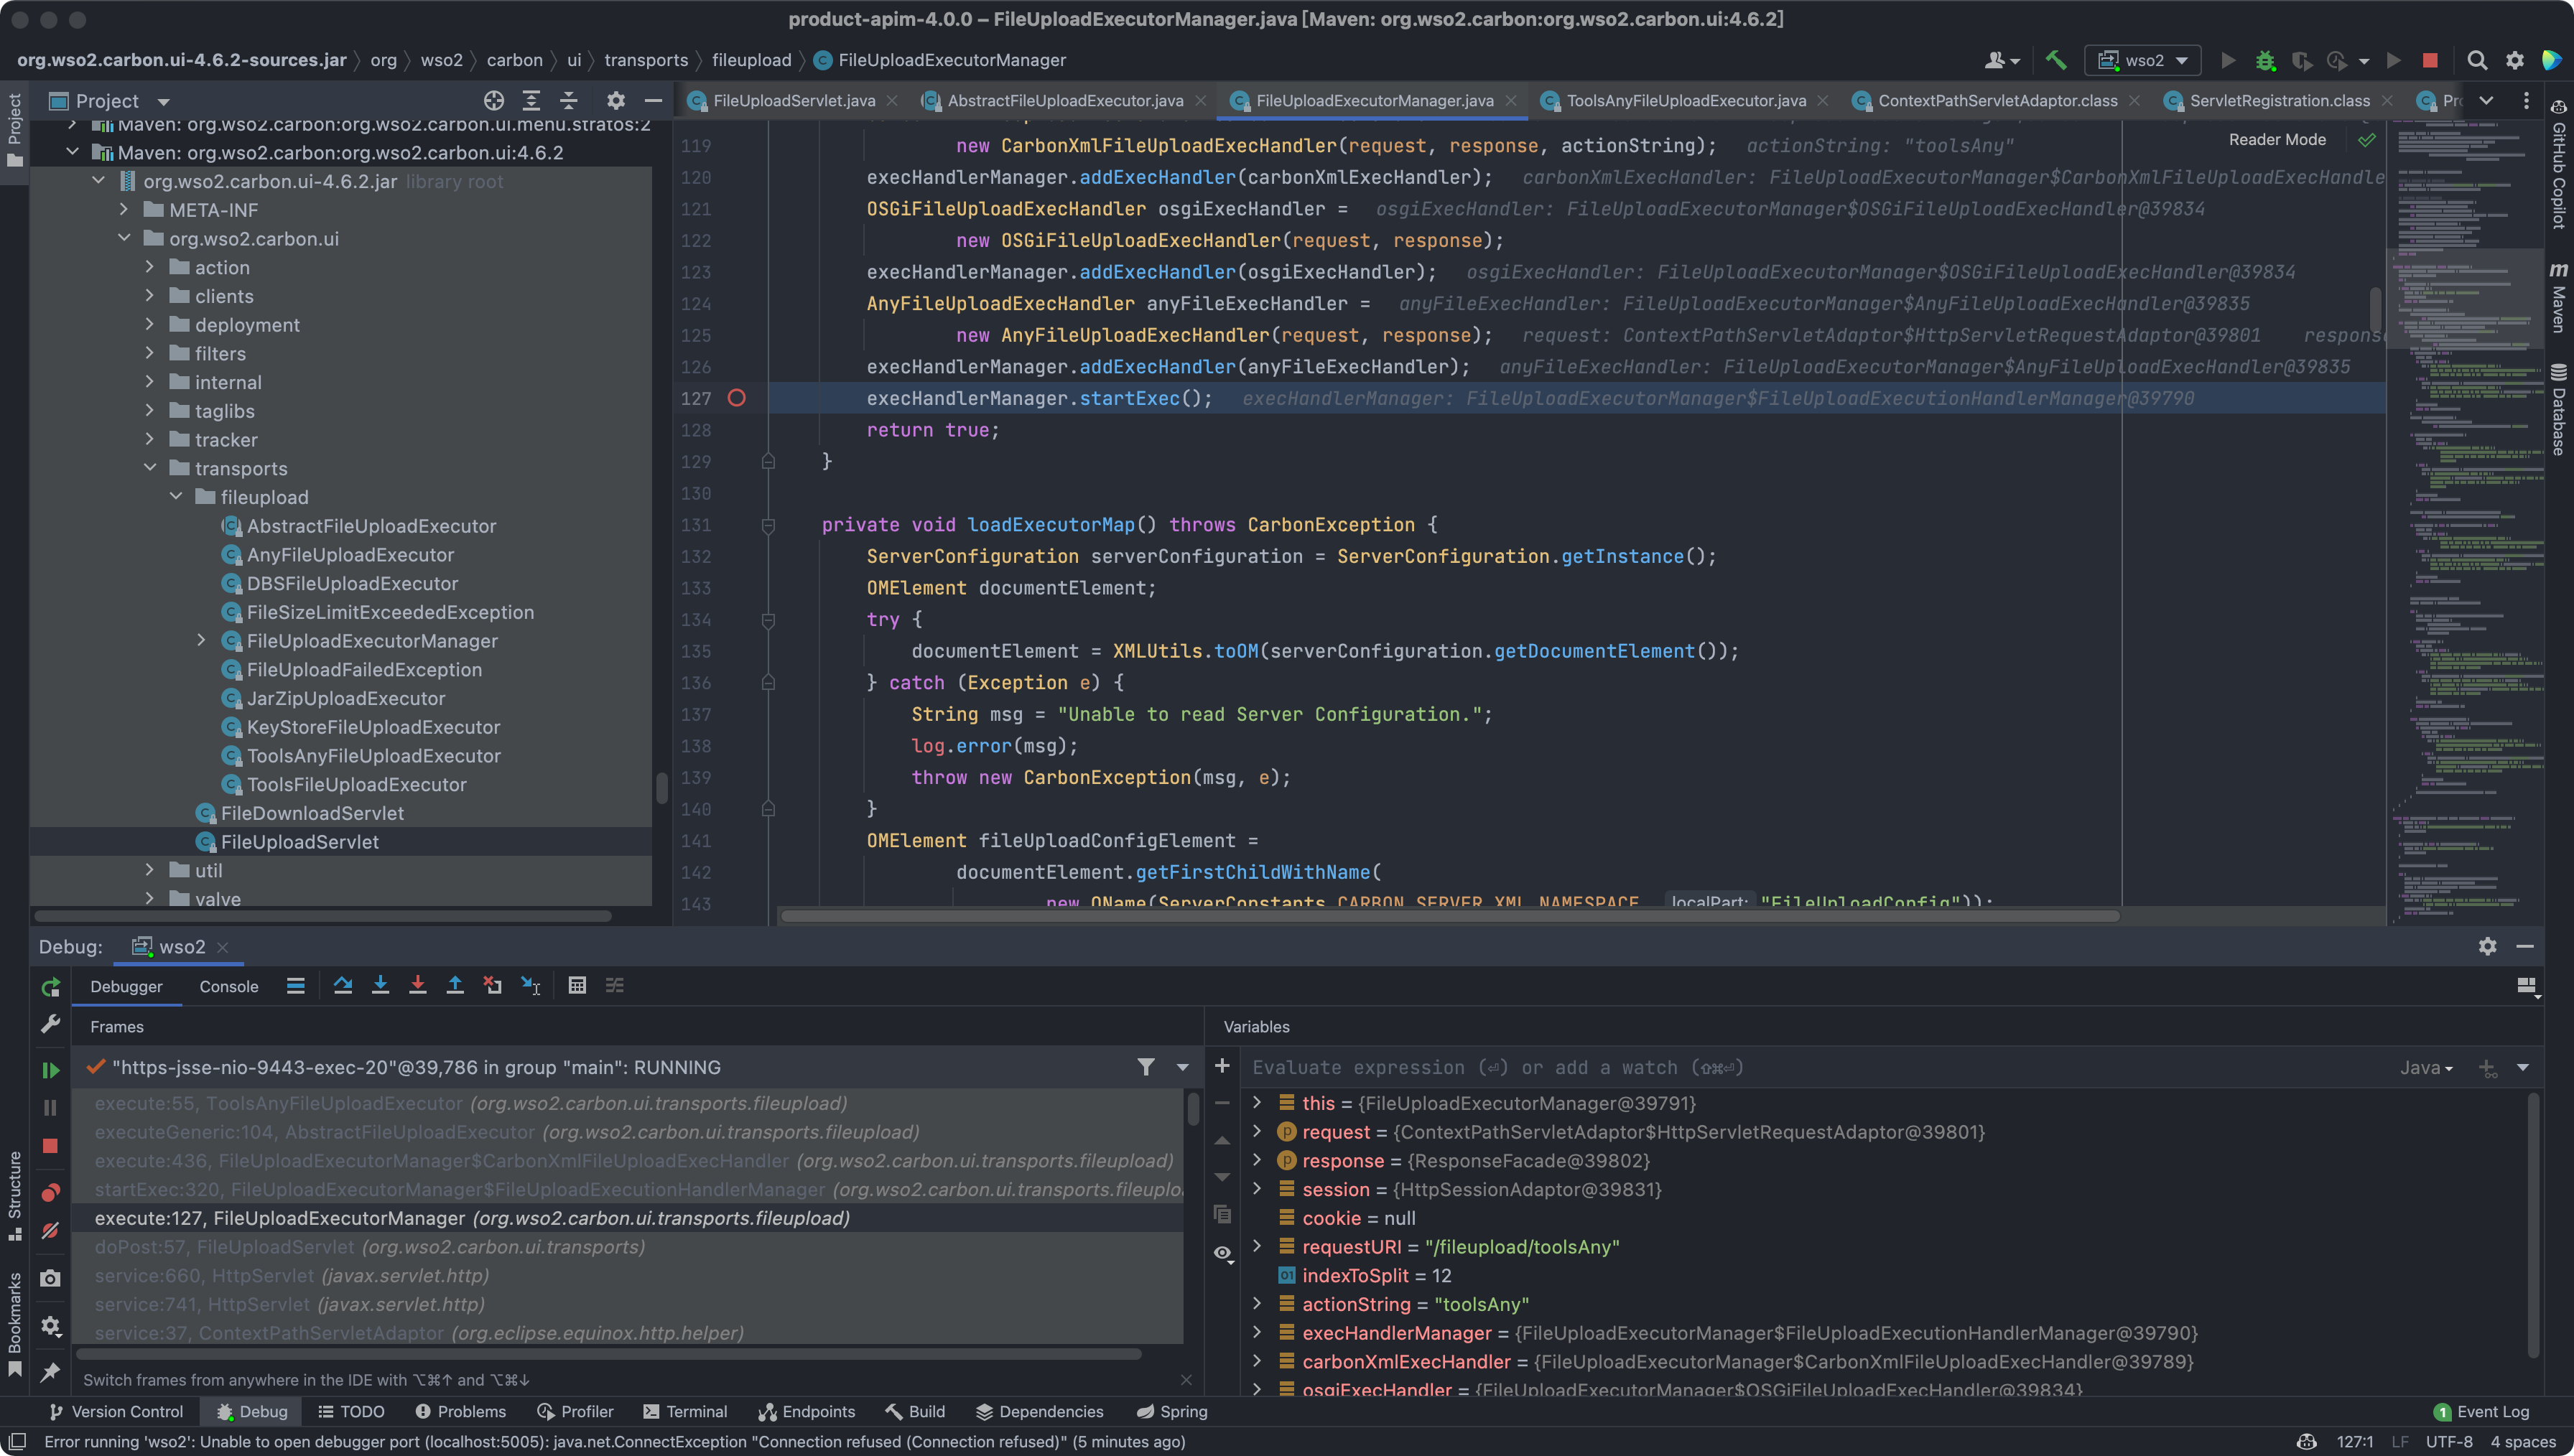 product-apim-4.0.0 – FileUploadExecutorManager.java [Maven: org.wso2.carbon:org.wso2.carbon.ui:4.6.2]
org.wso2.carbon.ui-4.6.2-sources.jar 〉 org 〉 wso2 〉 carbon 〉 ui 〉 transports 〉 fileupload 〉 FileUploadExecutorManager
wso2
Project
FileUploadServlet.java
AbstractFileUploadExecutor.java
FileUploadExecutorManager.java
ToolsAnyFileUploadExecutor.java
ContextPathServletAdaptor.class
ServletRegistration.class
Project
Structure
Bookmarks
GitHub Copilot
Maven
Database
Maven: org.wso2.carbon:org.wso2.carbon.ui.menu.stratos:2
Maven: org.wso2.carbon:org.wso2.carbon.ui:4.6.2
org.wso2.carbon.ui-4.6.2.jar library root
META-INF
org.wso2.carbon.ui
action
clients
deployment
filters
internal
taglibs
tracker
transports
fileupload
AbstractFileUploadExecutor
AnyFileUploadExecutor
DBSFileUploadExecutor
FileSizeLimitExceededException
FileUploadExecutorManager
FileUploadFailedException
JarZipUploadExecutor
KeyStoreFileUploadExecutor
ToolsAnyFileUploadExecutor
ToolsFileUploadExecutor
FileDownloadServlet
FileUploadServlet
util
valve
Reader Mode
119 new CarbonXmlFileUploadExecHandler(request, response, actionString); actionString: "toolsAny"
120 execHandlerManager.addExecHandler(carbonXmlExecHandler); carbonXmlExecHandler: FileUploadExecutorManager$CarbonXmlFileUploadExecHandle
121 OSGiFileUploadExecHandler osgiExecHandler = osgiExecHandler: FileUploadExecutorManager$OSGiFileUploadExecHandler@39834
122 new OSGiFileUploadExecHandler(request, response);
123 execHandlerManager.addExecHandler(osgiExecHandler); osgiExecHandler: FileUploadExecutorManager$OSGiFileUploadExecHandler@39834
124 AnyFileUploadExecHandler anyFileExecHandler = anyFileExecHandler: FileUploadExecutorManager$AnyFileUploadExecHandler@39835
125 new AnyFileUploadExecHandler(request, response); request: ContextPathServletAdaptor$HttpServletRequestAdaptor@39801 respons
126 execHandlerManager.addExecHandler(anyFileExecHandler); anyFileExecHandler: FileUploadExecutorManager$AnyFileUploadExecHandler@39835
127 execHandlerManager.startExec(); execHandlerManager: FileUploadExecutorManager$FileUploadExecutionHandlerManager@39790
128 return true;
129 }
130
131 private void loadExecutorMap() throws CarbonException {
132 ServerConfiguration serverConfiguration = ServerConfiguration.getInstance();
133 OMElement documentElement;
134 try {
135 documentElement = XMLUtils.toOM(serverConfiguration.getDocumentElement());
136 } catch (Exception e) {
137 String msg = "Unable to read Server Configuration.";
138 log.error(msg);
139 throw new CarbonException(msg, e);
140 }
141 OMElement fileUploadConfigElement =
142 documentElement.getFirstChildWithName(
143 new QName(ServerConstants.CARBON_SERVER_XML_NAMESPACE, localPart: "FileUploadConfig"));
Debug: wso2
Debugger Console
Frames
"https-jsse-nio-9443-exec-20"@39,786 in group "main": RUNNING
execute:55, ToolsAnyFileUploadExecutor (org.wso2.carbon.ui.transports.fileupload)
executeGeneric:104, AbstractFileUploadExecutor (org.wso2.carbon.ui.transports.fileupload)
execute:436, FileUploadExecutorManager$CarbonXmlFileUploadExecHandler (org.wso2.carbon.ui.transports.fileupload)
startExec:320, FileUploadExecutorManager$FileUploadExecutionHandlerManager (org.wso2.carbon.ui.transports.fileuplo
execute:127, FileUploadExecutorManager (org.wso2.carbon.ui.transports.fileupload)
doPost:57, FileUploadServlet (org.wso2.carbon.ui.transports)
service:660, HttpServlet (javax.servlet.http)
service:741, HttpServlet (javax.servlet.http)
service:37, ContextPathServletAdaptor (org.eclipse.equinox.http.helper)
Switch frames from anywhere in the IDE with ⌥⌘↑ and ⌥⌘↓
Variables
Evaluate expression (⏎) or add a watch (⇧⌘⏎)
Java
this = {FileUploadExecutorManager@39791}
request = {ContextPathServletAdaptor$HttpServletRequestAdaptor@39801}
response = {ResponseFacade@39802}
session = {HttpSessionAdaptor@39831}
cookie = null
requestURI = "/fileupload/toolsAny"
indexToSplit = 12
actionString = "toolsAny"
execHandlerManager = {FileUploadExecutorManager$FileUploadExecutionHandlerManager@39790}
carbonXmlExecHandler = {FileUploadExecutorManager$CarbonXmlFileUploadExecHandler@39789}
osgiExecHandler = {FileUploadExecutorManager$OSGiFileUploadExecHandler@39834}
Version Control Debug TODO Problems Profiler Terminal Endpoints Build Dependencies Spring
1 Event Log
Error running 'wso2': Unable to open debugger port (localhost:5005): java.net.ConnectException "Connection refused (Connection refused)" (5 minutes ago)
127:1 LF UTF-8 4 spaces